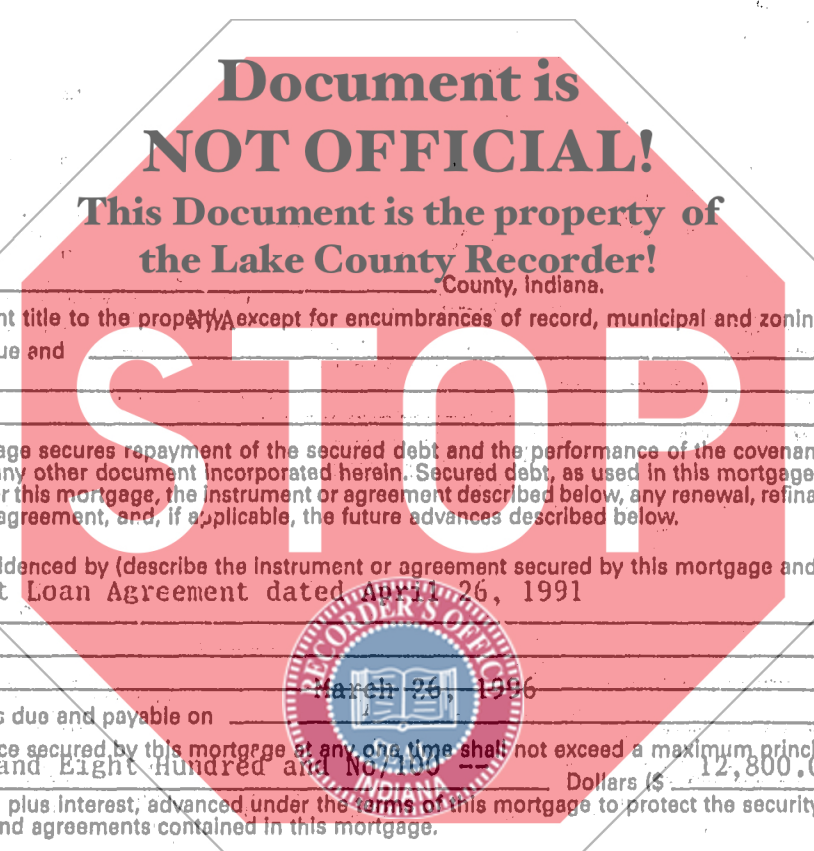 Document is
NOT OFFICIAL!
This Document is the property of
the Lake County Recorder!
County, Indiana.
nt title to the property, except for encumbrances of record, municipal and zonin
N/A
ue and
STOP
age secures repayment of the secured debt and the performance of the covenan
any other document incorporated herein. Secured debt, as used in this mortgage
r this mortgage, the instrument or agreement described below, any renewal, refina
agreement, and, if applicable, the future advances described below.
idenced by (describe the instrument or agreement secured by this mortgage and
t Loan Agreement dated April 26, 1991
RECORDER'S OFFICE
March 26, 1996
s due and payable on
ce secured by this mortgage at any one time shall not exceed a maximum princi
and Eight Hundred and No/100 --
Dollars ($ 12,800.0
INDIANA
plus interest, advanced under the terms of this mortgage to protect the security
nd agreements contained in this mortgage.